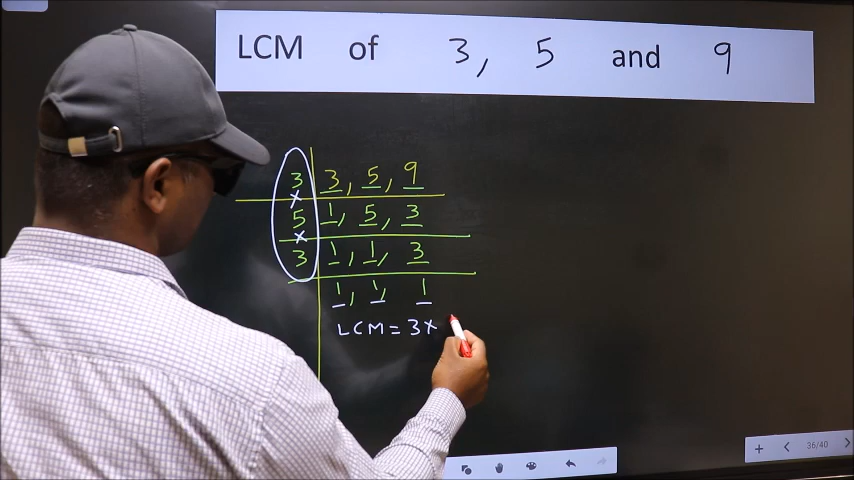 LCM of 3, 5 and 9
3 3, 5, 9
×
5 1, 5, 3
×
3 1, 1, 3
1, 1, 1
LCM = 3 ×
36/40